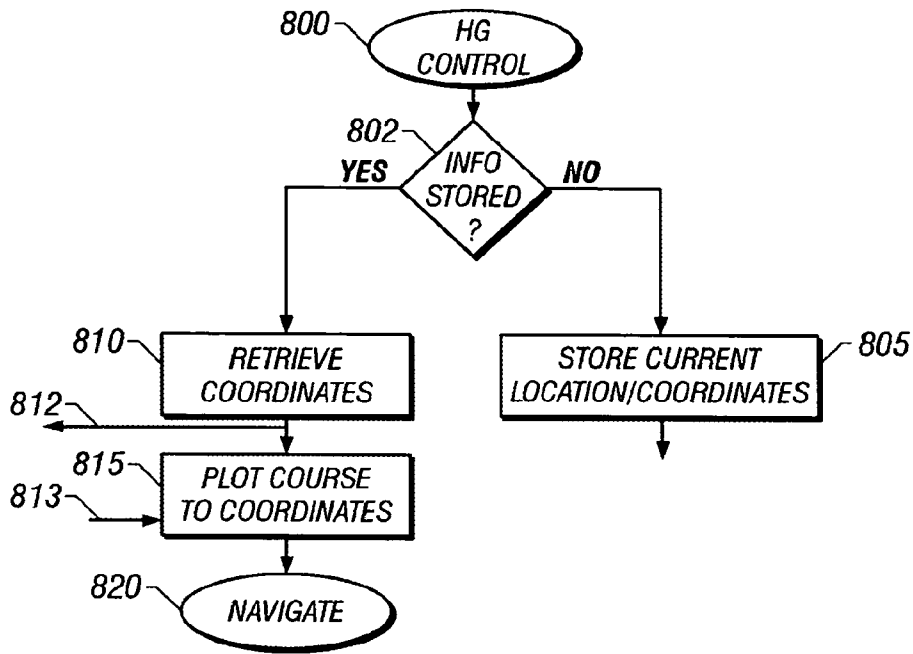 800
HG
CONTROL
802
INFO
STORED
?
YES
NO
810
RETRIEVE
COORDINATES
STORE CURRENT
LOCATION/COORDINATES
805
812
815
PLOT COURSE
TO COORDINATES
813
820
NAVIGATE